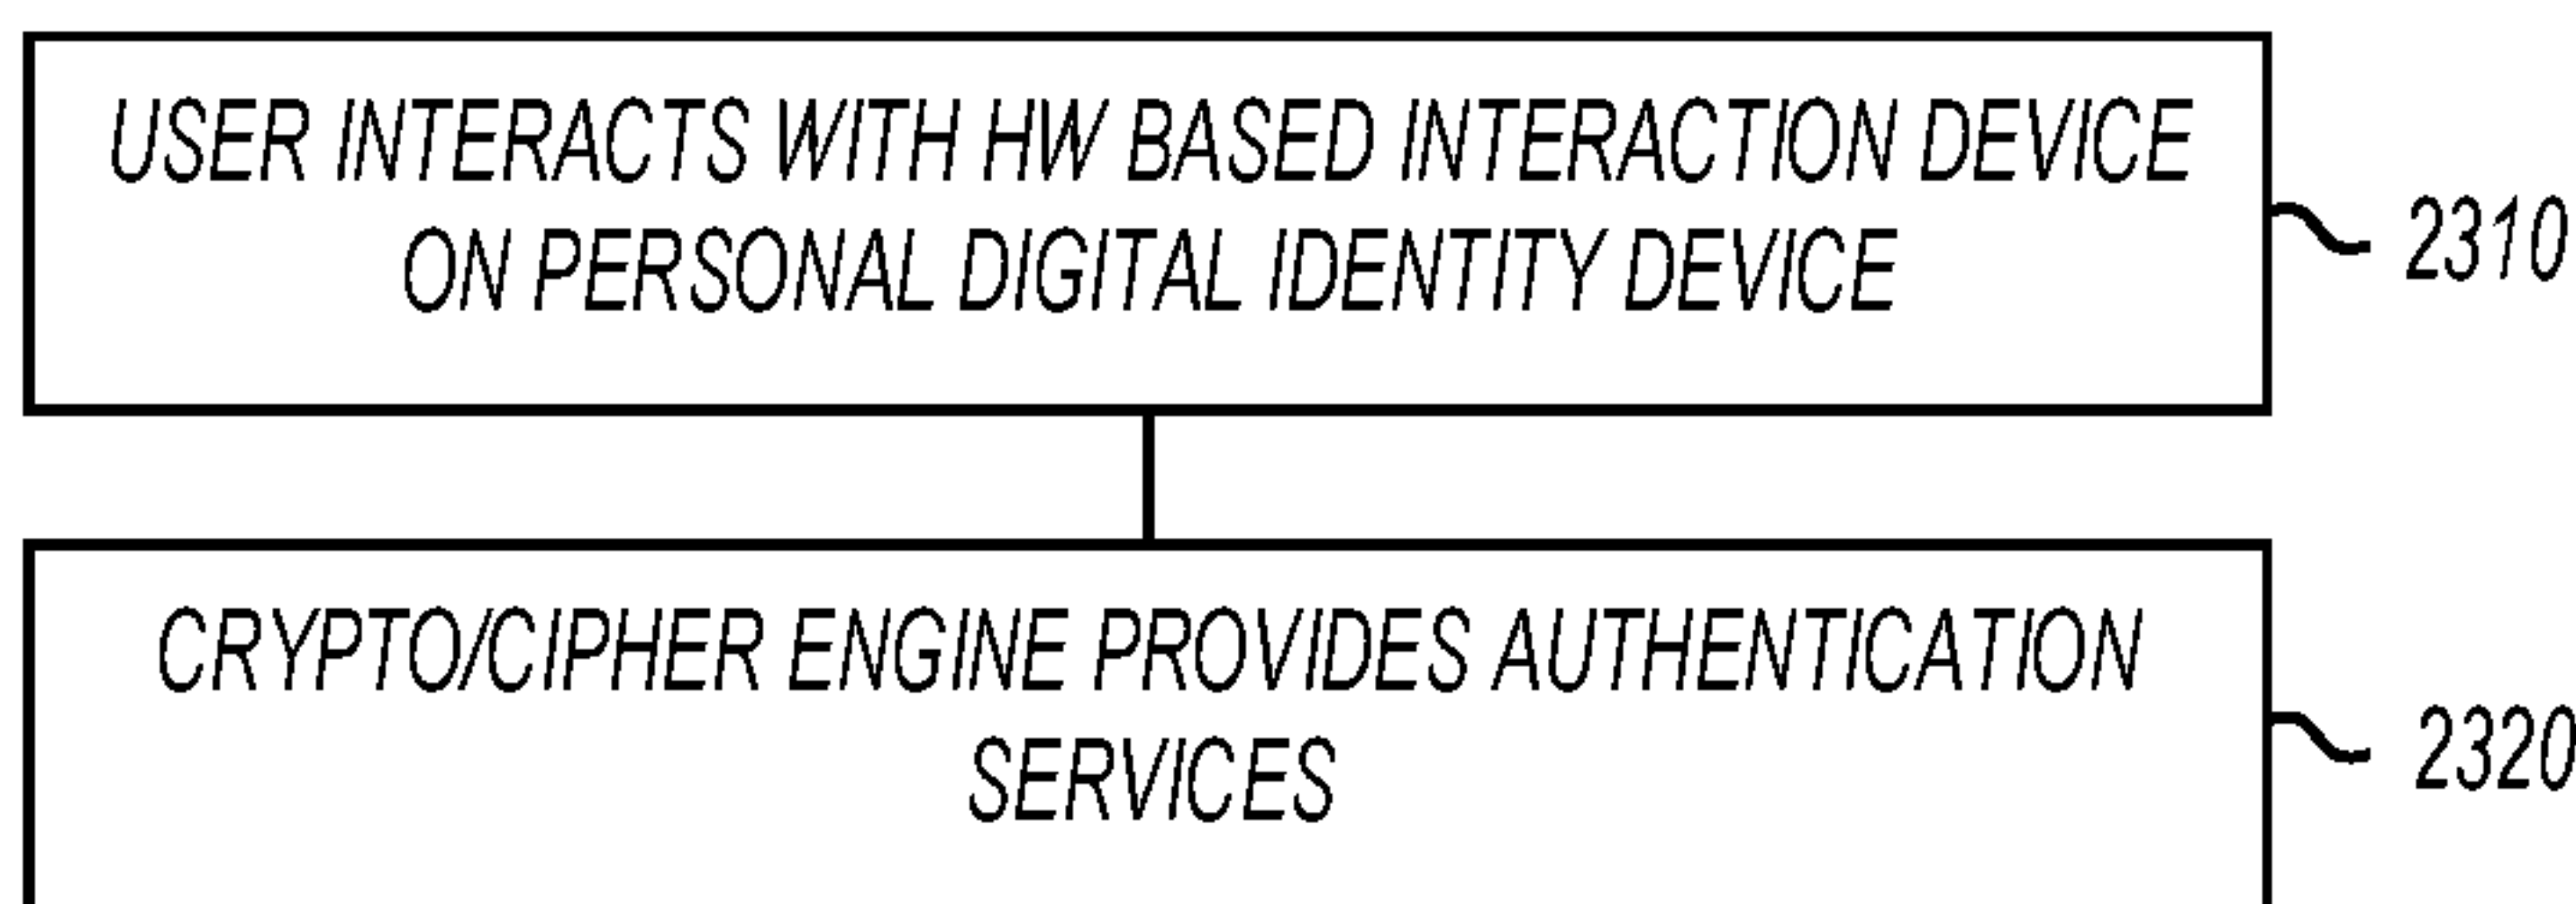 USER INTERACTS WITH HW BASED INTERACTION DEVICE
ON PERSONAL DIGITAL IDENTITY DEVICE
2310
CRYPTO/CIPHER ENGINE PROVIDES AUTHENTICATION
SERVICES
2320